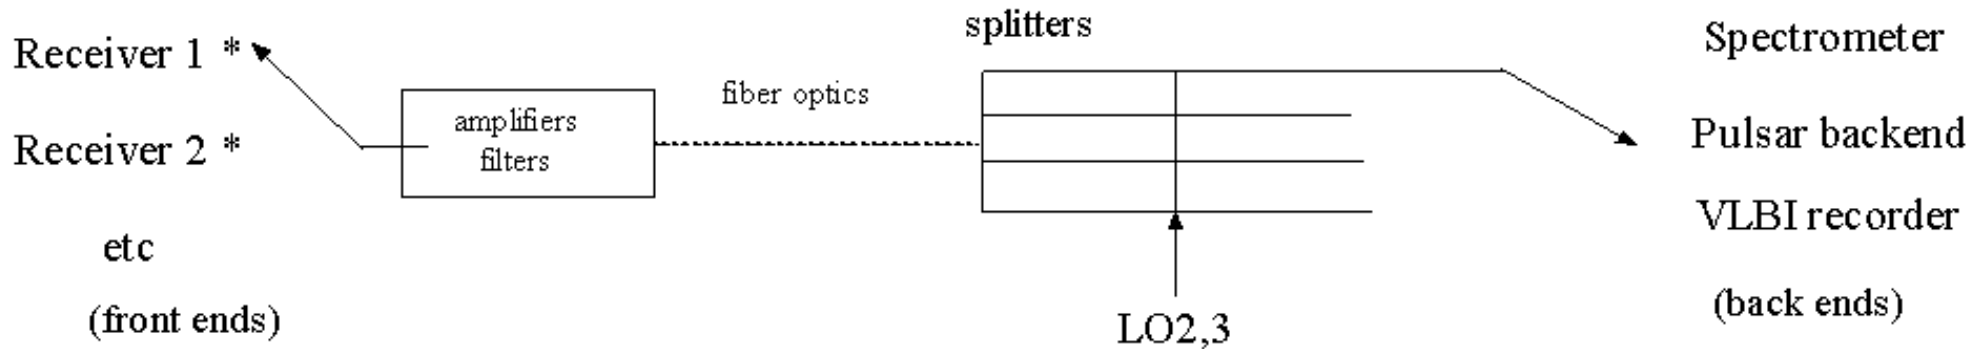 Receiver 1 *
Receiver 2 *
etc
(front ends)
amplifiers
filters
fiber optics
splitters
LO2,3
Spectrometer
Pulsar backend
VLBI recorder
(back ends)